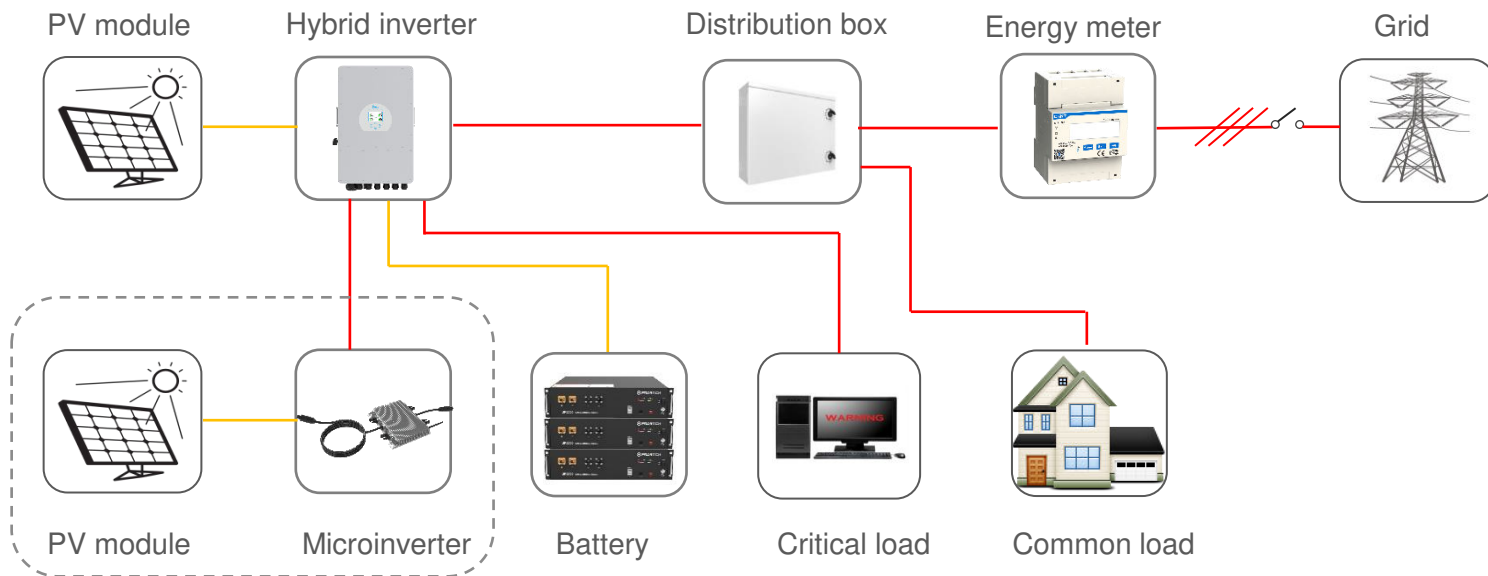 PV module
Hybrid inverter
Distribution box
Energy meter
Grid
WARNING
PV module
Microinverter
Battery
Critical load
Common load